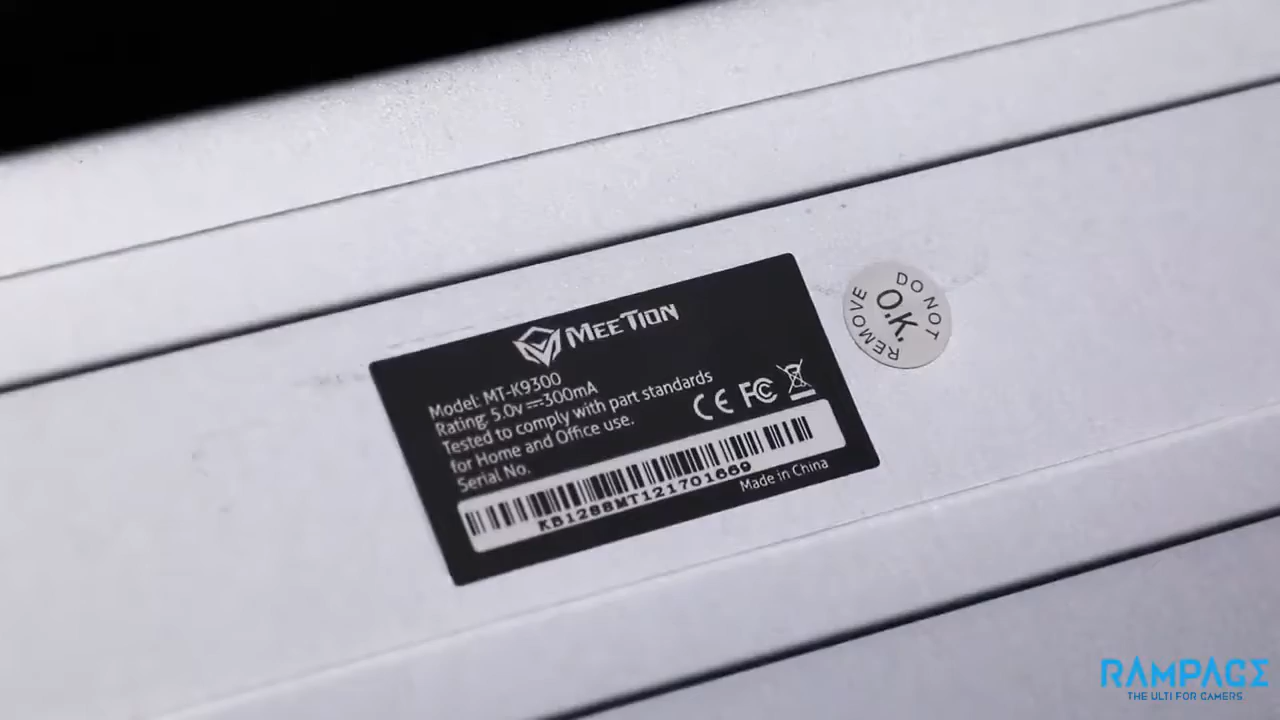 MEETION
Model: MT-K9300
Rating: 5.0v⎓300mA
Tested to comply with part standards
for Home and Office use.
Serial No.
CE FC
KB1288MT121701669
Made in China
DO NOT
REMOVE
O.K.
RAMPAGE
THE ULTI FOR GAMERS